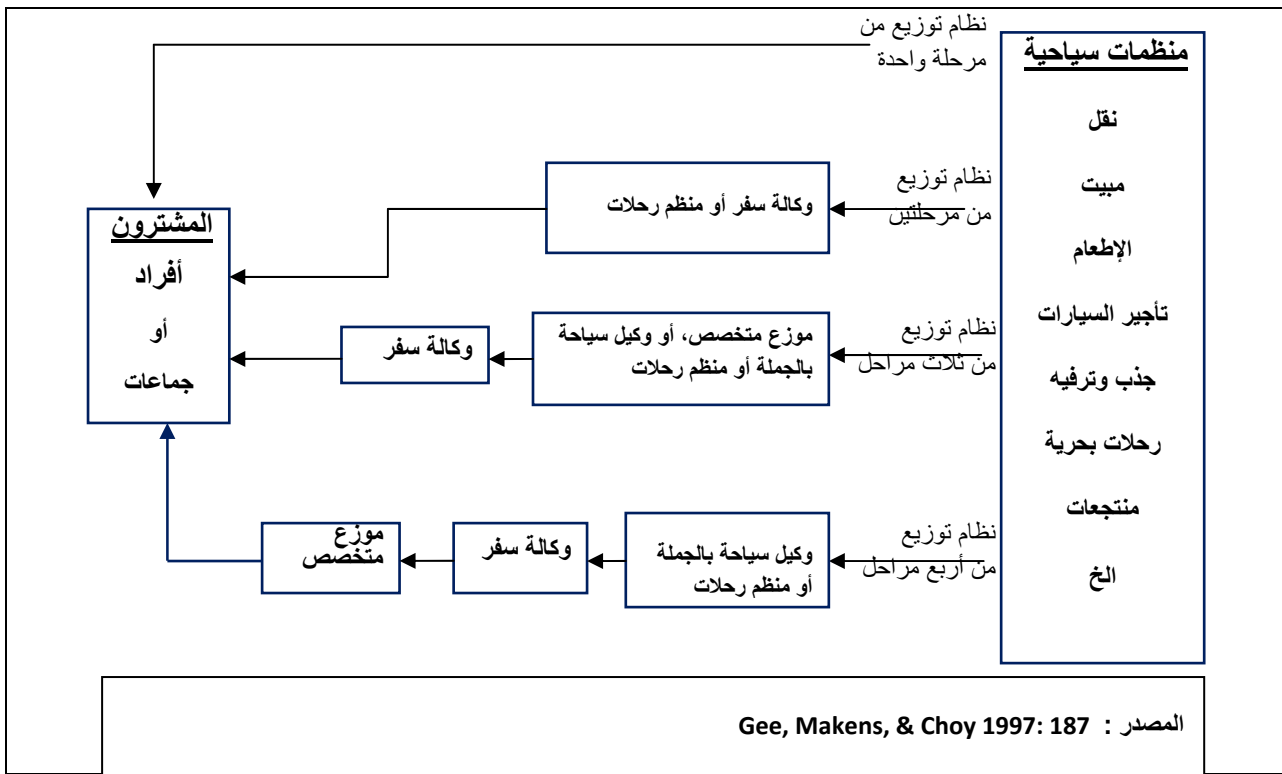 منظمات سياحية
نقل
مبيت
الإطعام
تأجير السيارات
جذب وترفيه
رحلات بحرية
منتجعات
الخ
نظام توزيع من
مرحلة واحدة
نظام توزيع
من مرحلتين
وكالة سفر أو منظم رحلات
نظام توزيع
من ثلاث مراحل
موزع متخصص، أو وكيل سياحة
بالجملة أو منظم رحلات
وكالة سفر
نظام توزيع
من أربع مراحل
وكيل سياحة بالجملة
أو منظم رحلات
وكالة سفر
موزع
متخصص
المشترون
أفراد
أو
جماعات
المصدر : Gee, Makens, & Choy 1997: 187